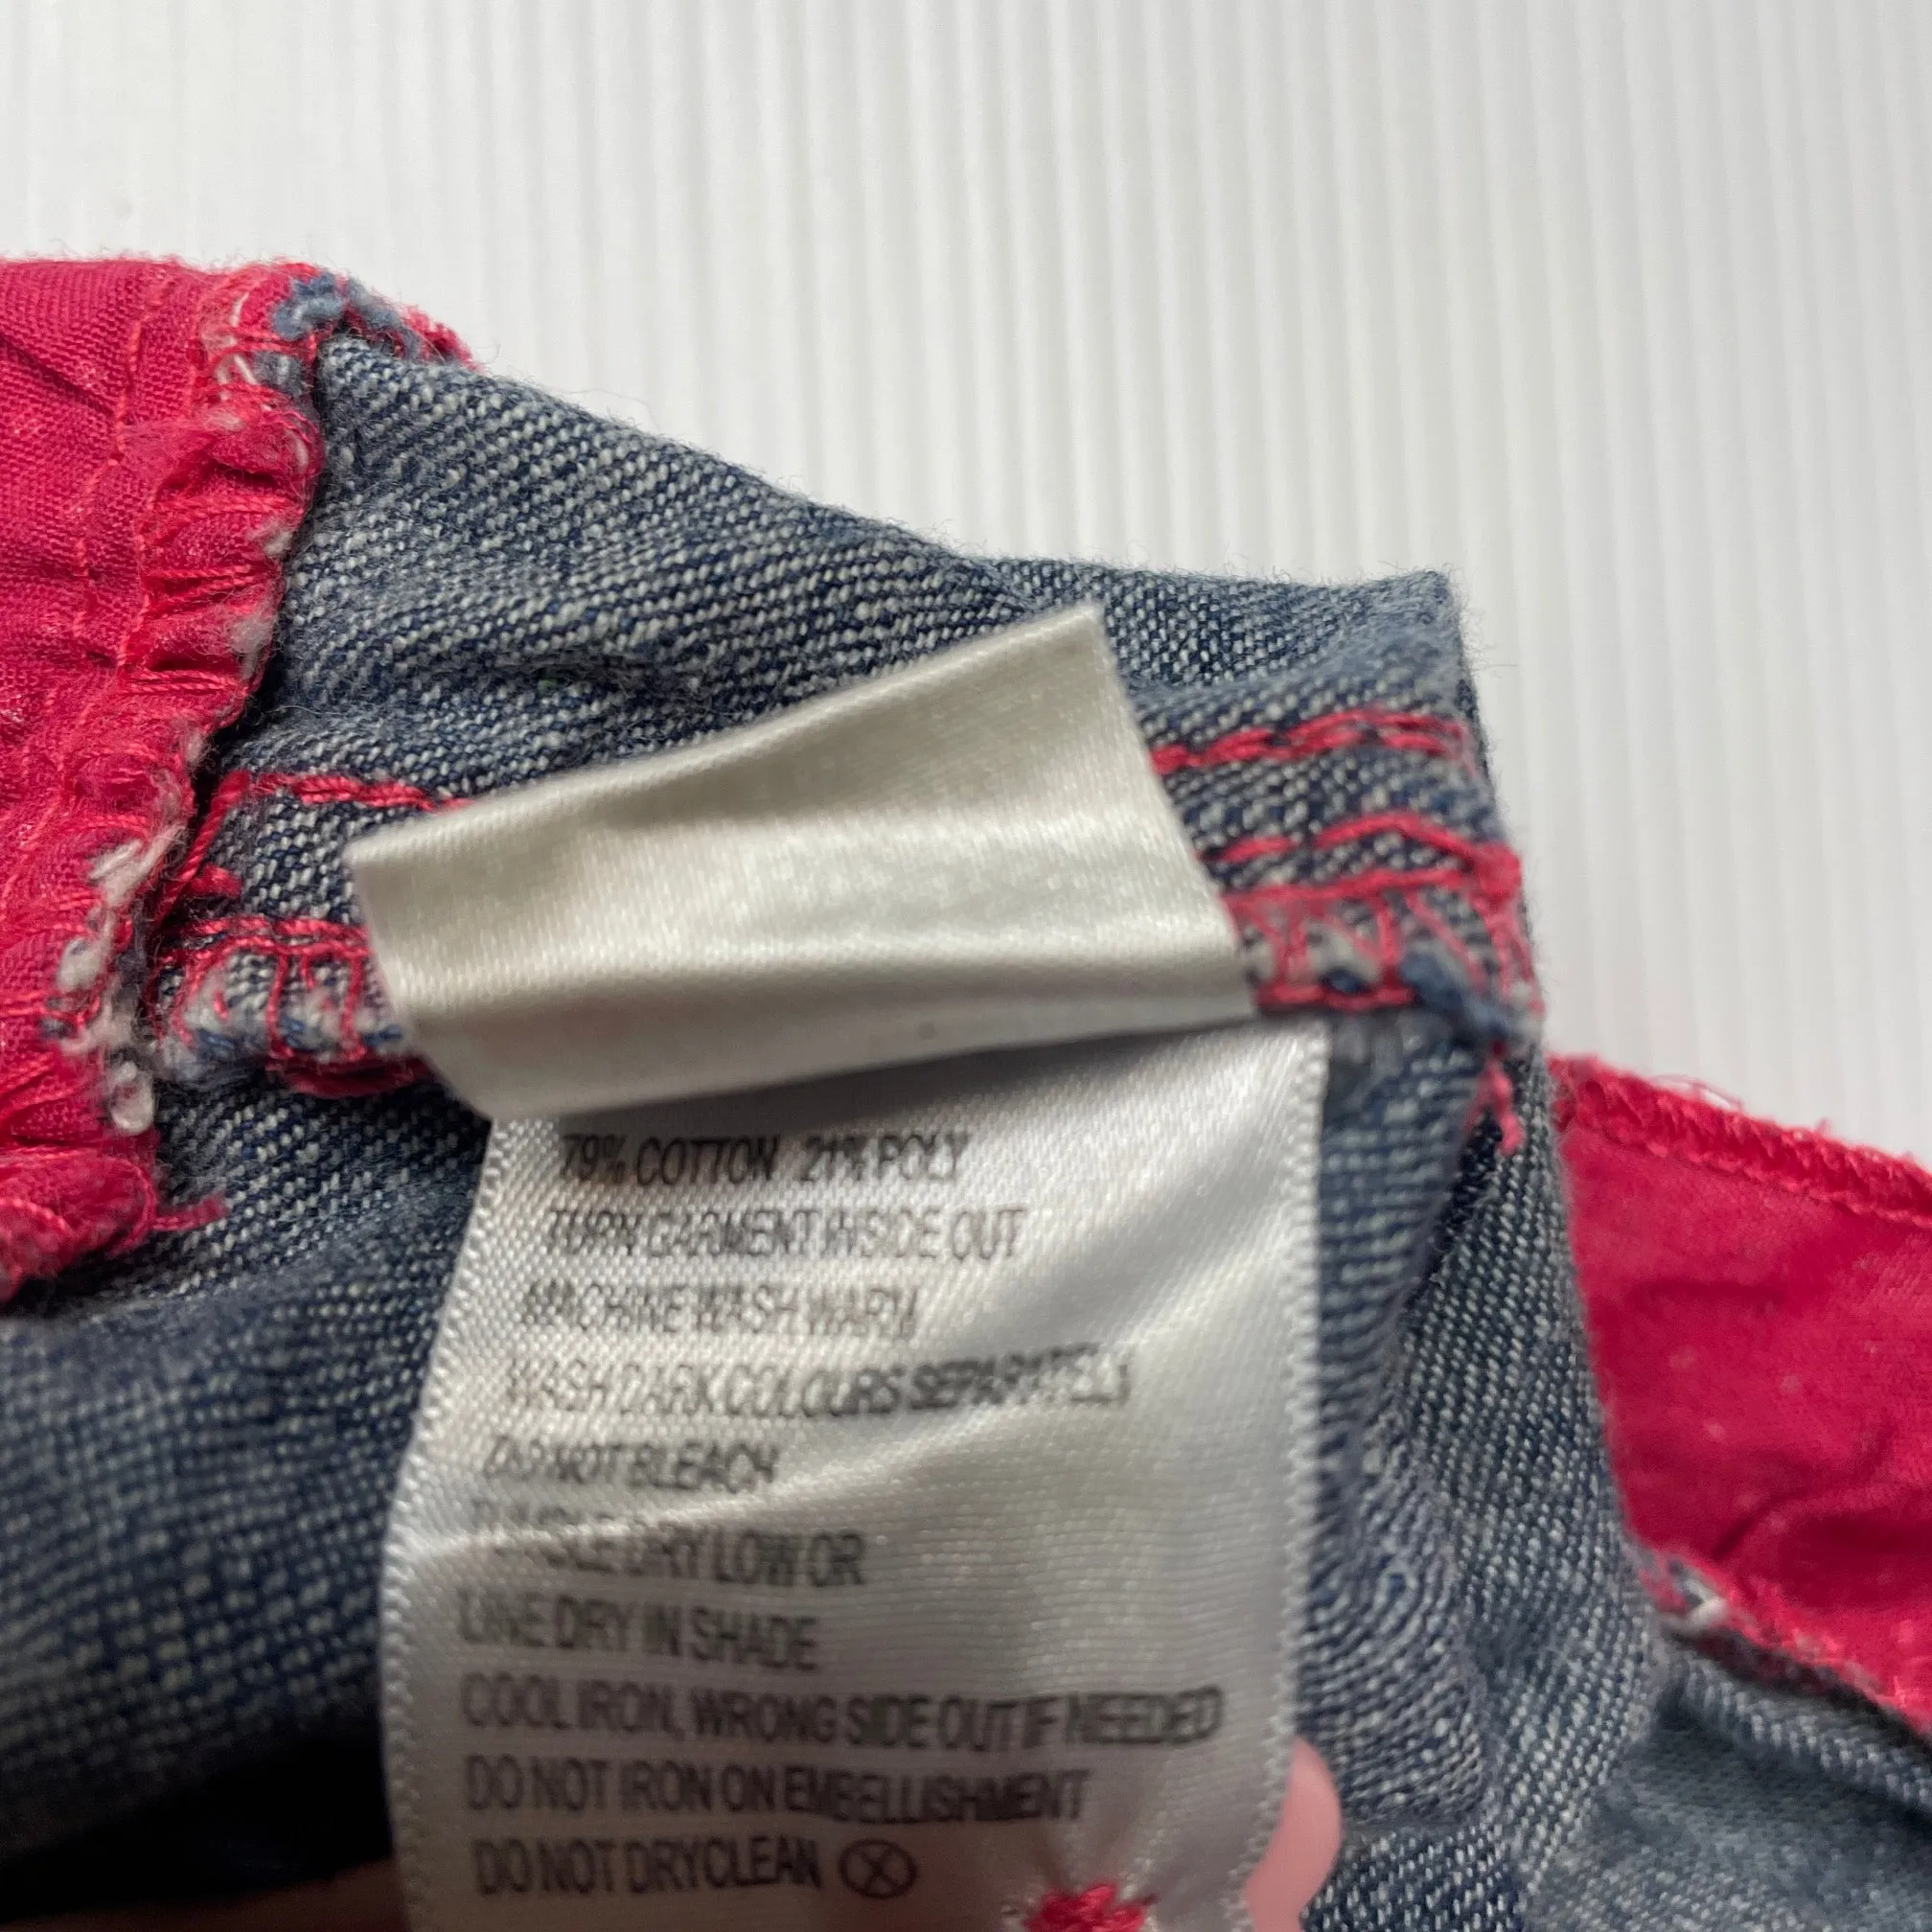 79% COTTON 21% POLY
TURN GARMENT INSIDE OUT
MACHINE WASH WARM
WASH DARK COLOURS SEPARATELY
DO NOT BLEACH
TUMBLE DRY LOW OR
LINE DRY IN SHADE
COOL IRON, WRONG SIDE OUT IF NEEDED
DO NOT IRON ON EMBELLISHMENT
DO NOT DRYCLEAN